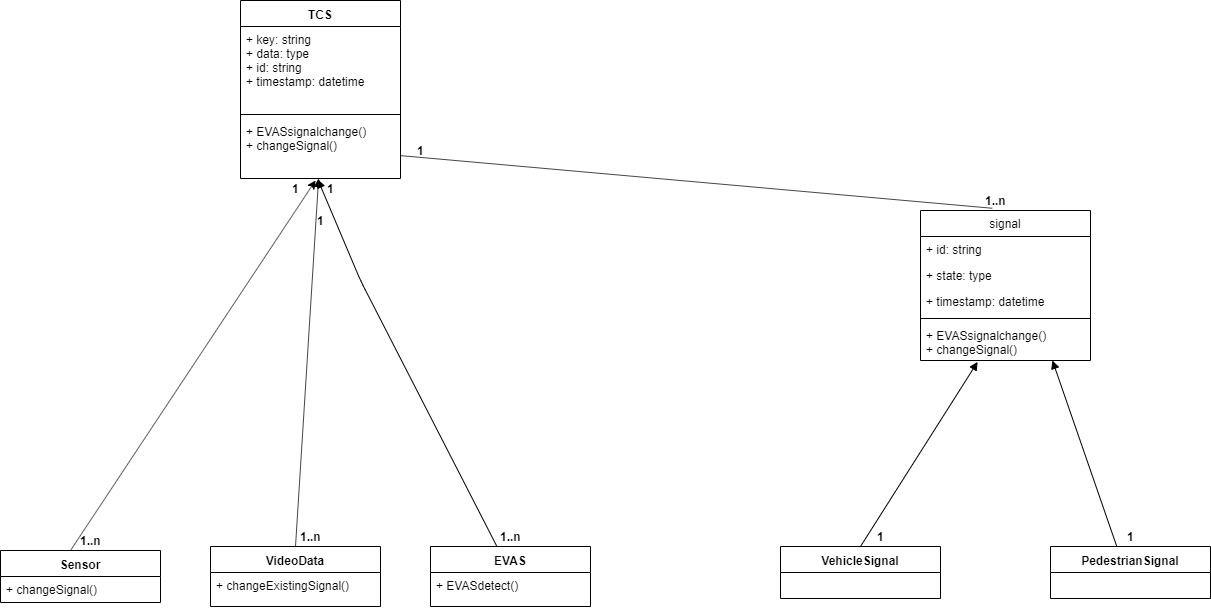 TCS
+ key: string
+ data: type
+ id: string
+ timestamp: datetime
+ EVASsignalchange()
+ changeSignal()
1
1
1
1
1..n
signal
+ id: string
+ state: type
+ timestamp: datetime
+ EVASsignalchange()
+ changeSignal()
1..n
Sensor
+ changeSignal()
1..n
VideoData
+ changeExistingSignal()
1..n
EVAS
+ EVASdetect()
1
VehicleSignal
1
PedestrianSignal